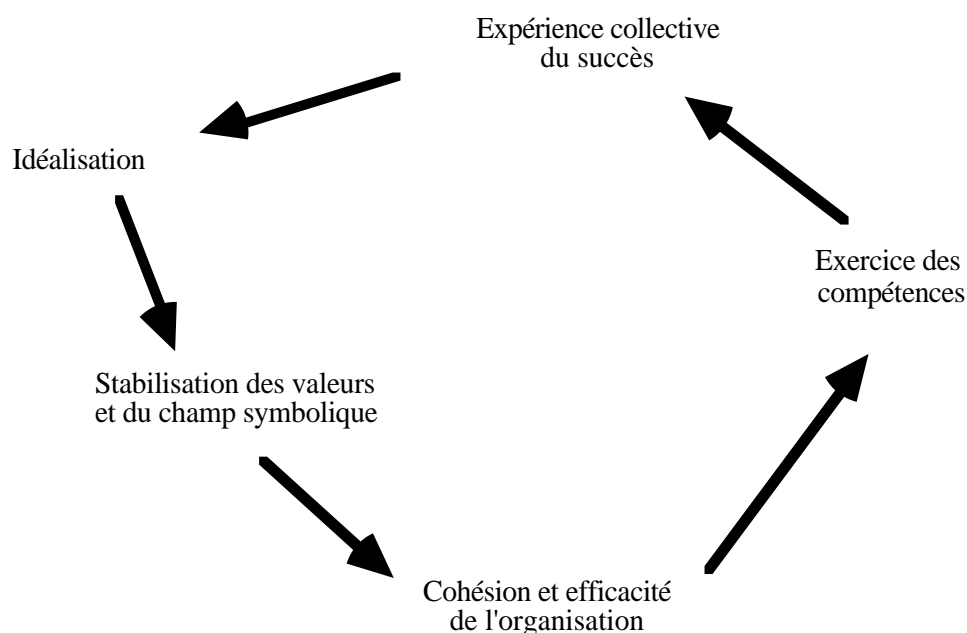 Expérience collective
du succès
Idéalisation
Exercice des
compétences
Stabilisation des valeurs
et du champ symbolique
Cohésion et efficacité
de l'organisation